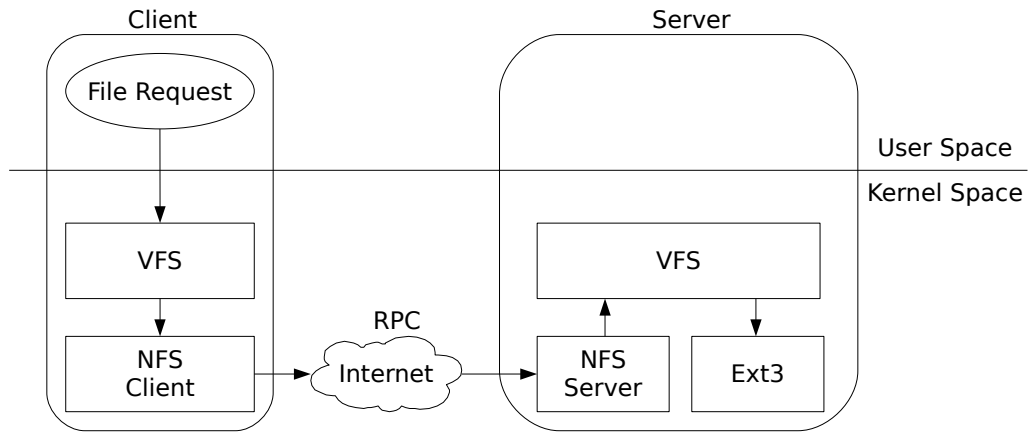 Client
Server
File Request
User Space
Kernel Space
VFS
VFS
RPC
NFS
Client
Internet
NFS
Server
Ext3